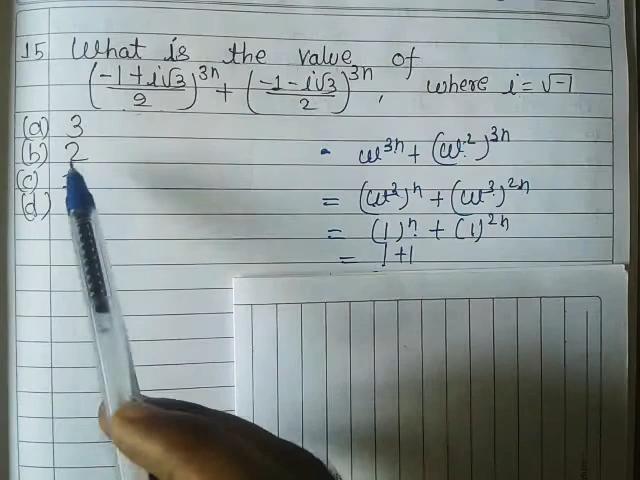 15 What is the value of
((-1+i√3)/2)^3n + ((-1-i√3)/2)^3n, where i=√-1
(a) 3
(b) 2
(c)
(d)
ω^3n + (ω^2)^3n
= (ω^3)^n + (ω^3)^2n
= (1)^n + (1)^2n
= 1+1